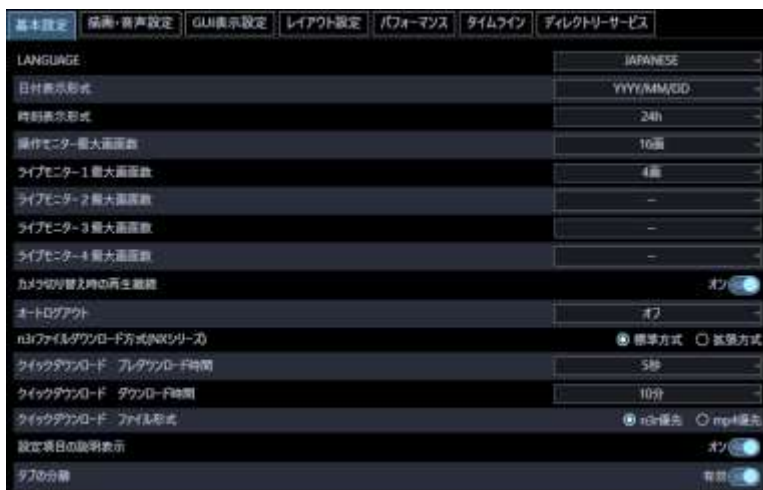 基本設定 描画・音声設定 GUI表示設定 レイアウト設定 パフォーマンス タイムライン ディレクトリーサービス
LANGUAGE JAPANESE
日付表示形式 YYYY/MM/DD
時刻表示形式 24h
操作モニター最大画面数 16画
ライブモニター1最大画面数 4画
ライブモニター2最大画面数 --
ライブモニター3最大画面数 --
ライブモニター4最大画面数 --
カメラ切り替え時の再生継続 オン
オートログアウト オフ
n3rファイルダウンロード方式(NXシリーズ) 標準方式 拡張方式
クイックダウンロード プレダウンロード時間 5秒
クイックダウンロード ダウンロード時間 10分
クイックダウンロード ファイル形式 n3r優先 mp4優先
設定項目の説明表示 オン
タブの分離 有効